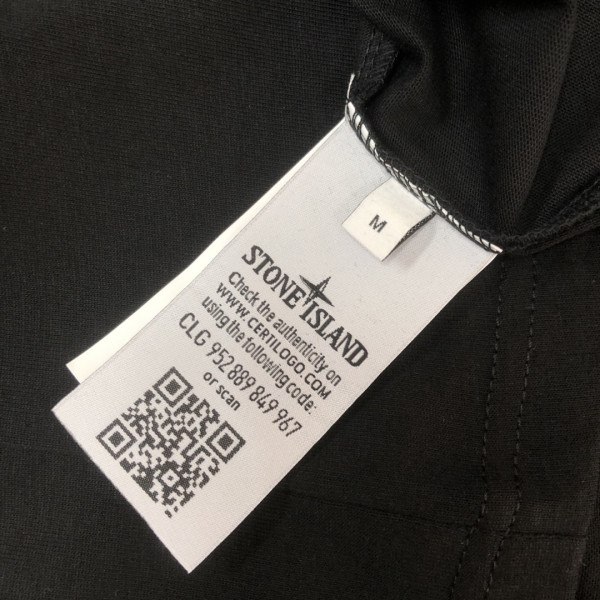 M
STONE ISLAND
Check the authenticity on
WWW.CERTILOGO.COM
using the following code:
CLG 952 889 849 967
or scan